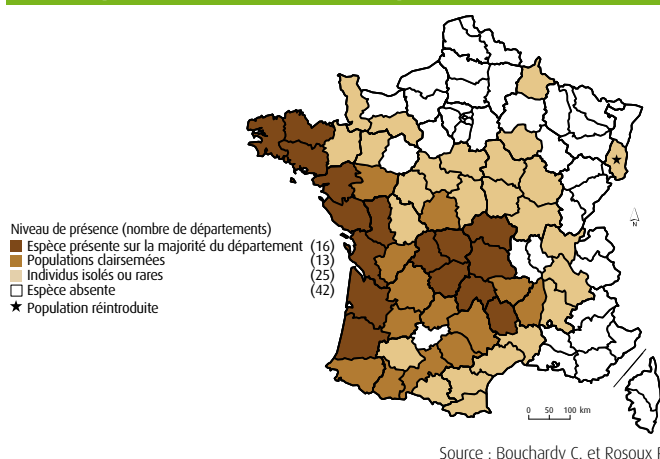 Niveau de présence (nombre de départements)
Espèce présente sur la majorité du département (16)
Populations clairsemées (13)
Individus isolés ou rares (25)
Espèce absente (42)
★ Population réintroduite
N
0 50 100 km
Source : Bouchardy C. et Rosoux